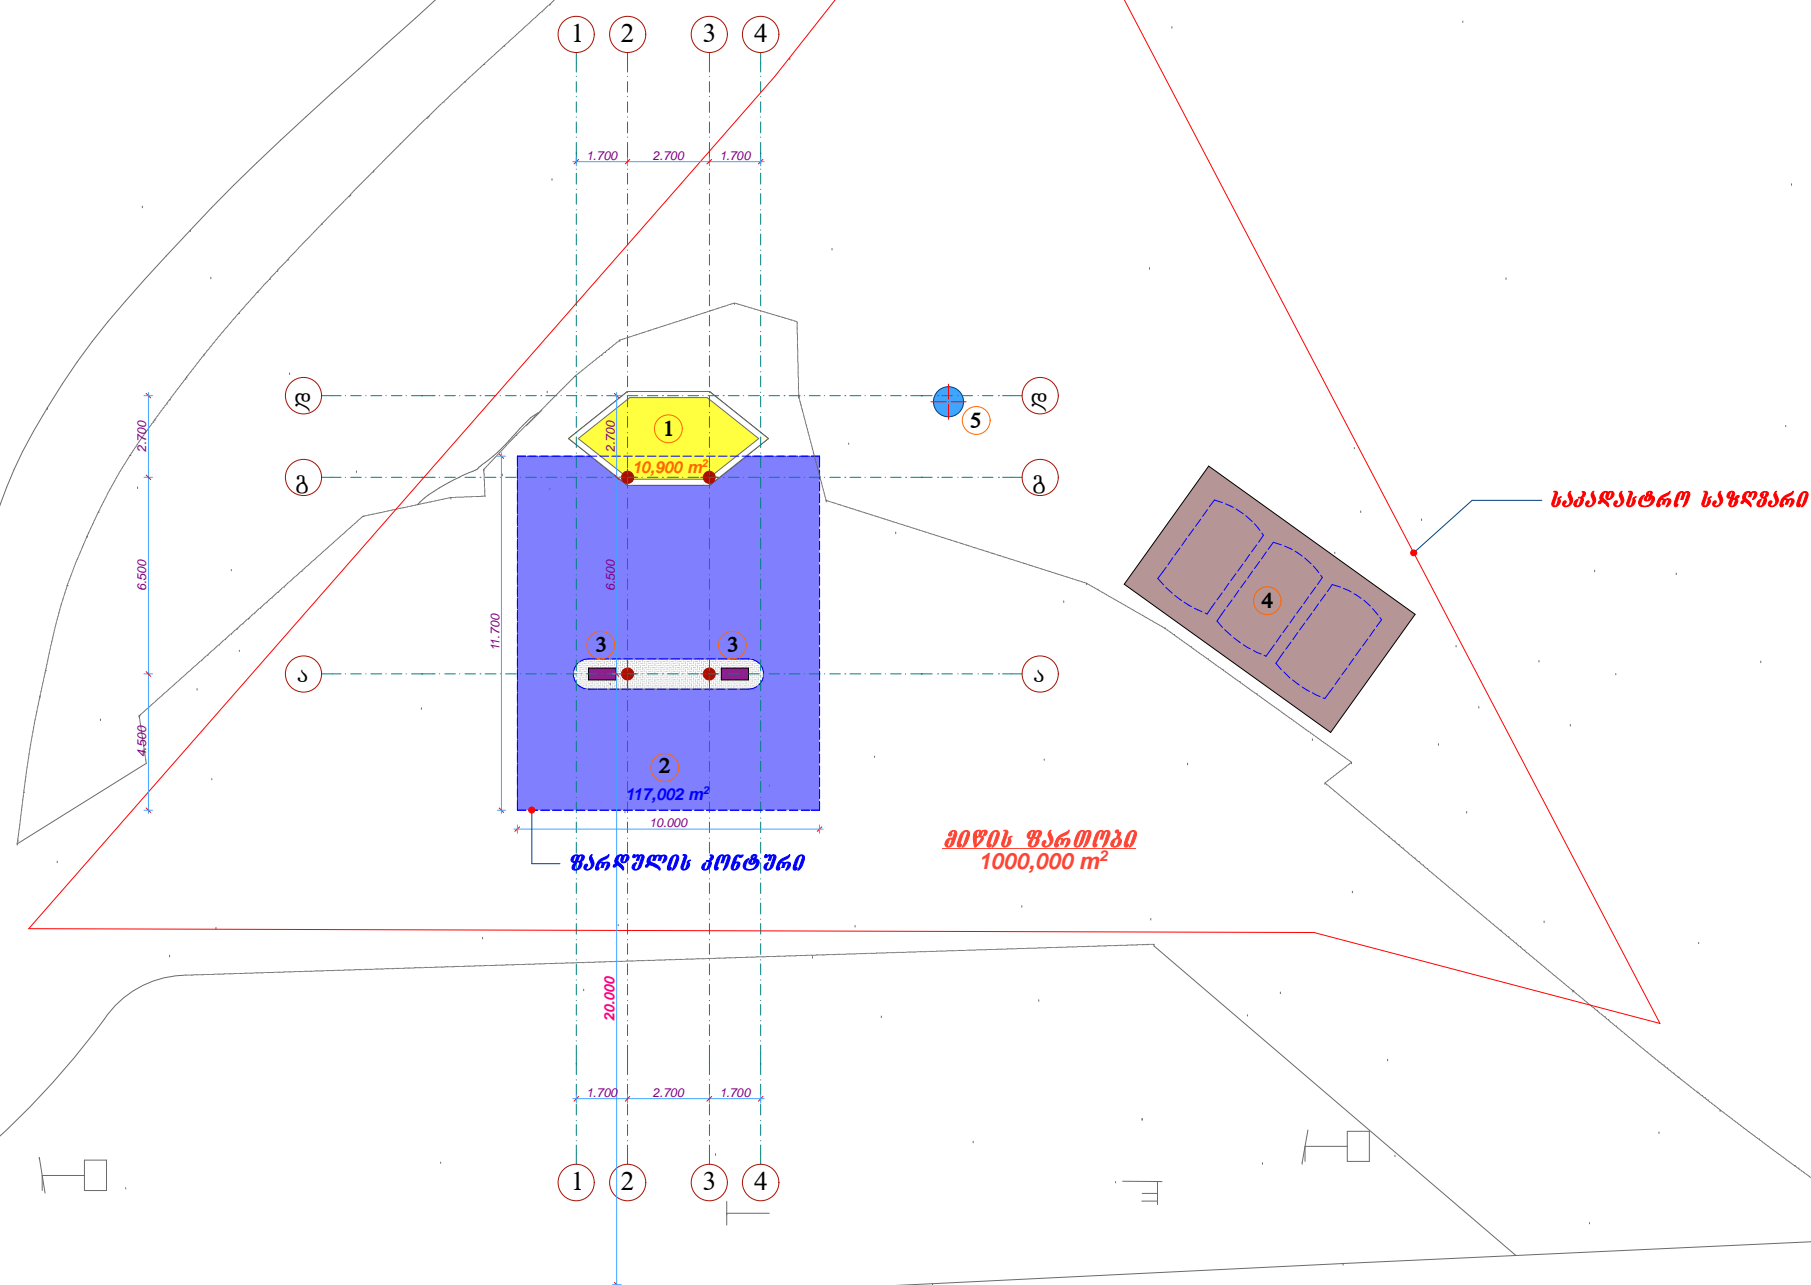 1 2 3 4
1.700 2.700 1.700
დ დ
5
1
2.700 2.700
10,900 m²
გ გ
საკადასტრო საზღვარი
6.500 6.500
4
11.700
3 3
ა ა
4.500
2
117,002 m²
10.000
მიწის ფართობი
1000,000 m²
ფარდულის კონტური
20.000
1.700 2.700 1.700
1 2 3 4